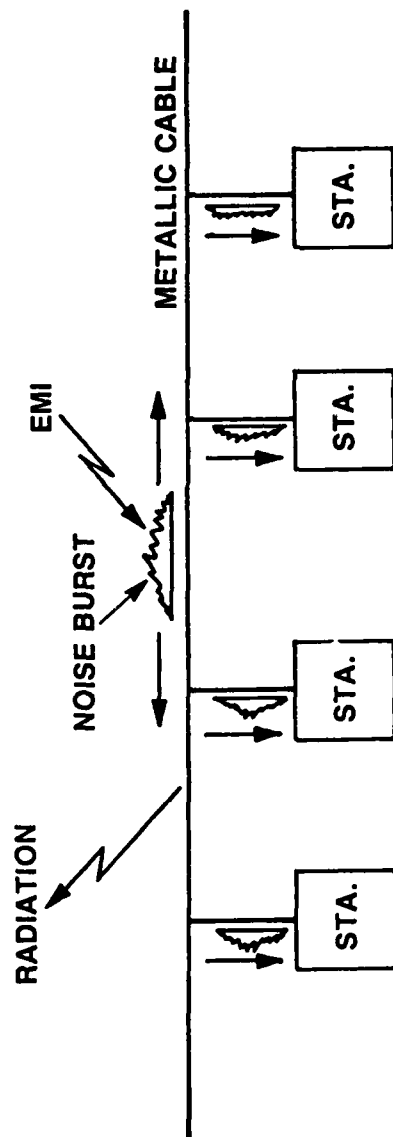 RADIATION
NOISE BURST
EMI
METALLIC CABLE
STA.
STA.
STA.
STA.